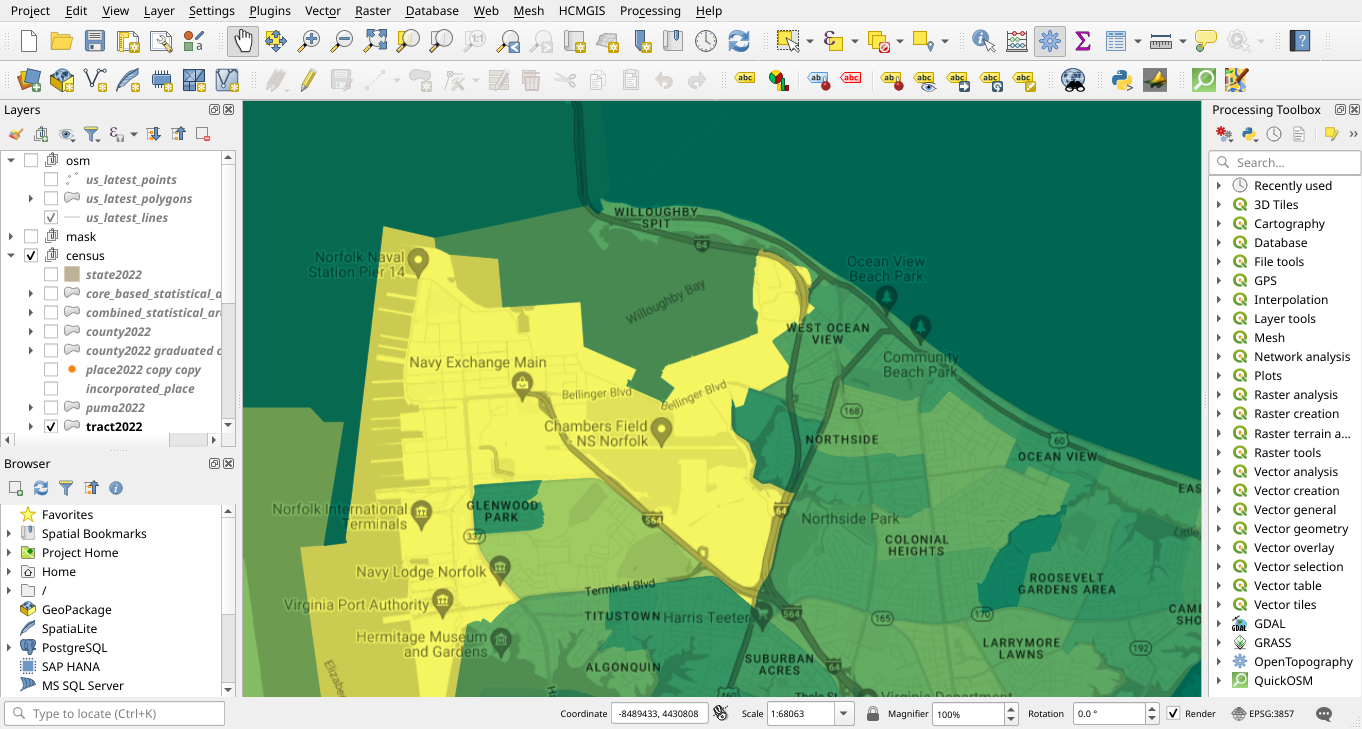 Project Edit View Layer Settings Plugins Vector Raster Database Web Mesh HCMGIS Processing Help
Layers
osm
us_latest_points
us_latest_polygons
us_latest_lines
mask
census
state2022
core_based_statistical_a
combined_statistical_ar
county2022
county2022 graduated c
place2022 copy copy
incorporated_place
puma2022
tract2022
Browser
Favorites
Spatial Bookmarks
Project Home
Home
/
GeoPackage
SpatiaLite
PostgreSQL
SAP HANA
MS SQL Server
WILLOUGHBY
SPIT
64
Norfolk Naval
Station Pier 14
Ocean View
Beach Park
Willoughby Bay
WEST OCEAN
VIEW
Community
Beach Park
Navy Exchange Main
Bellinger Blvd
Bellinger Blvd
168
Chambers Field
- NS Norfolk
NORTHSIDE
60
OCEAN VIEW
EAS
Norfolk International
Terminals
GLENWOOD
PARK
337
564
64
Northside Park
COLONIAL
HEIGHTS
Little
Navy Lodge Norfolk
Terminal Blvd
ROOSEVELT
GARDENS AREA
Virginia Port Authority
TITUSTOWN
Harris Teeter
564
165
170
CAME
SHO
Hermitage Museum
and Gardens
LARRYMORE
LAWNS
192
ALGONQUIN
SUBURBAN
ACRES
64
Elizabe
460
Thole St
Virginia Department
Processing Toolbox
Search...
Recently used
3D Tiles
Cartography
Database
File tools
GPS
Interpolation
Layer tools
Mesh
Network analysis
Plots
Raster analysis
Raster creation
Raster terrain a...
Raster tools
Vector analysis
Vector creation
Vector general
Vector geometry
Vector overlay
Vector selection
Vector table
Vector tiles
GDAL
GRASS
OpenTopography
QuickOSM
Type to locate (Ctrl+K)
Coordinate -8489433, 4430808 Scale 1:68063 Magnifier 100% Rotation 0.0 ° Render EPSG:3857